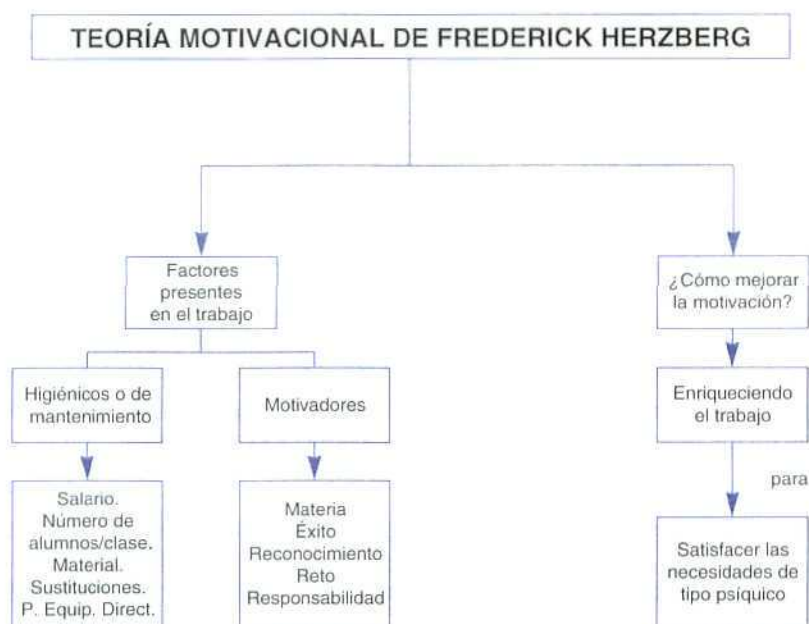 TEORÍA MOTIVACIONAL DE FREDERICK HERZBERG
Factores
presentes
en el trabajo
¿Cómo mejorar
la motivación?
Higiénicos o de
mantenimiento
Motivadores
Enriqueciendo
el trabajo
para
Salario.
Número de
alumnos/clase.
Material.
Sustituciones.
P. Equip. Direct.
Materia
Éxito
Reconocimiento
Reto
Responsabilidad
Satisfacer las
necesidades de
tipo psíquico